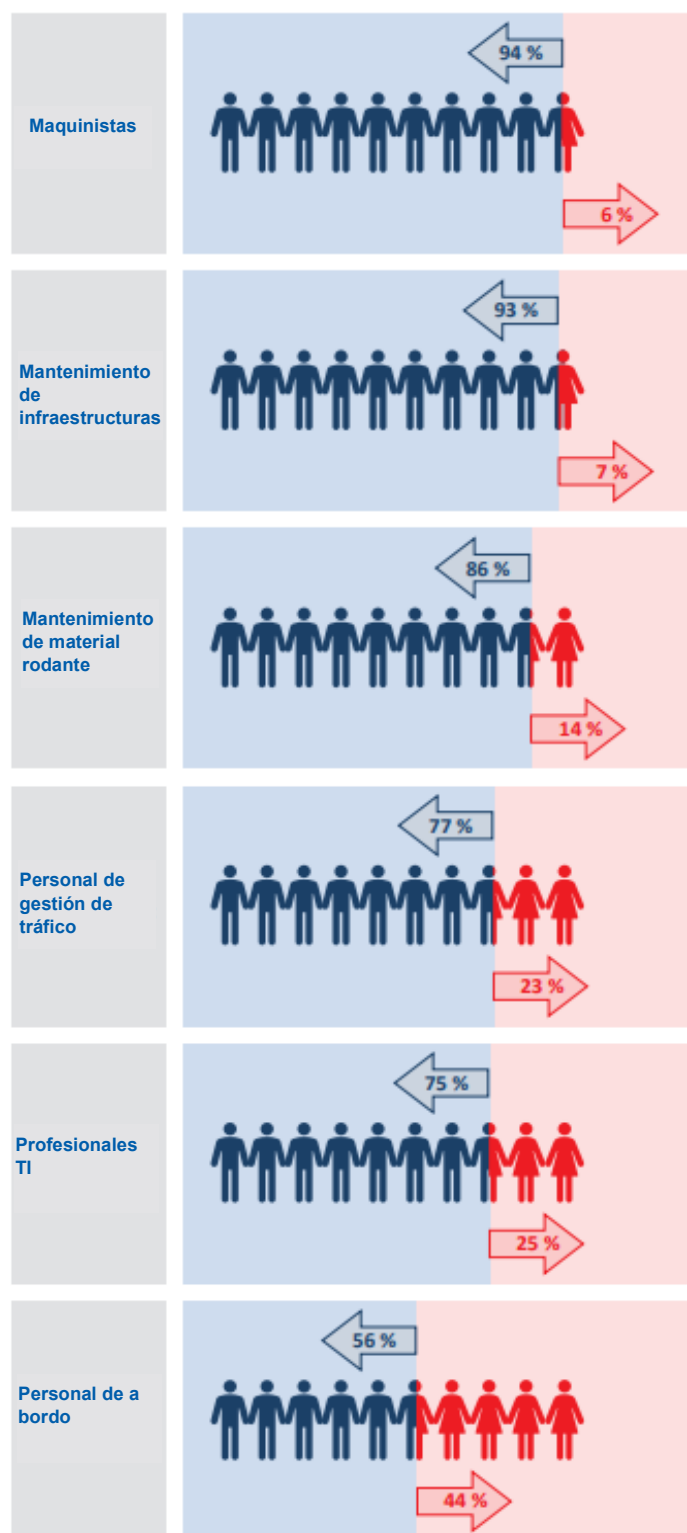 94 %
Maquinistas
6 %
93 %
Mantenimiento
de
infraestructuras
7 %
86 %
Mantenimiento
de material
rodante
14 %
77 %
Personal de
gestión de
tráfico
23 %
75 %
Profesionales
TI
25 %
56 %
Personal de a
bordo
44 %